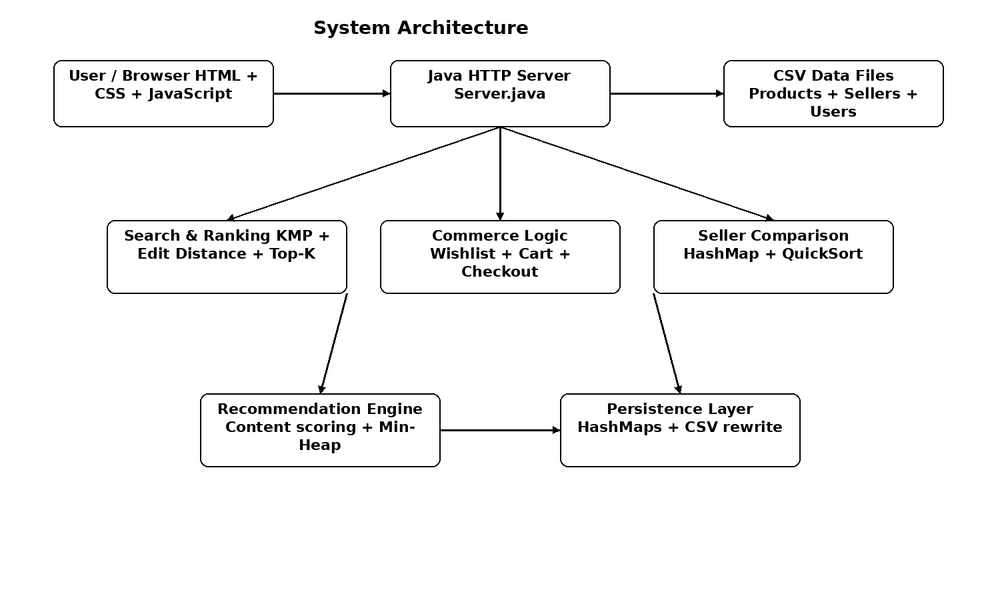 System Architecture
User / Browser HTML +
CSS + JavaScript
Java HTTP Server
Server.java
CSV Data Files
Products + Sellers +
Users
Search & Ranking KMP +
Edit Distance + Top-K
Commerce Logic
Wishlist + Cart +
Checkout
Seller Comparison
HashMap + QuickSort
Recommendation Engine
Content scoring + Min-
Heap
Persistence Layer
HashMaps + CSV rewrite